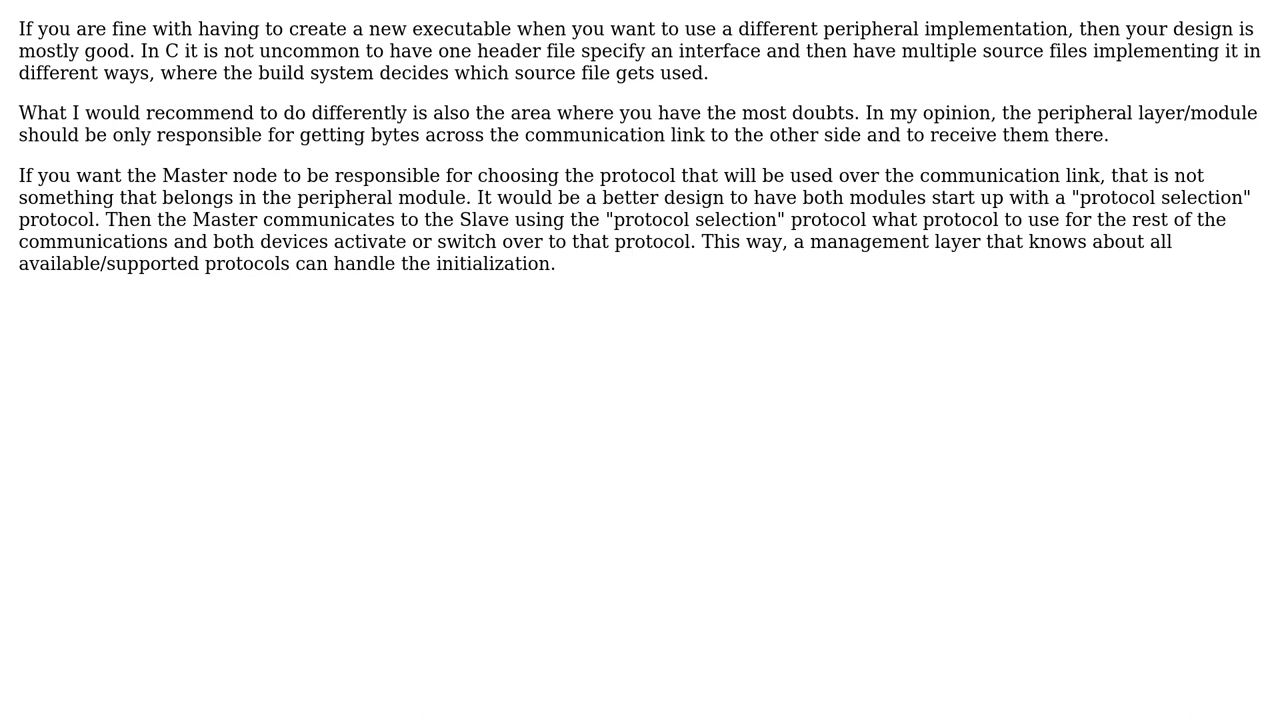 If you are fine with having to create a new executable when you want to use a different peripheral implementation, then your design is
mostly good. In C it is not uncommon to have one header file specify an interface and then have multiple source files implementing it in
different ways, where the build system decides which source file gets used.
What I would recommend to do differently is also the area where you have the most doubts. In my opinion, the peripheral layer/module
should be only responsible for getting bytes across the communication link to the other side and to receive them there.
If you want the Master node to be responsible for choosing the protocol that will be used over the communication link, that is not
something that belongs in the peripheral module. It would be a better design to have both modules start up with a "protocol selection"
protocol. Then the Master communicates to the Slave using the "protocol selection" protocol what protocol to use for the rest of the
communications and both devices activate or switch over to that protocol. This way, a management layer that knows about all
available/supported protocols can handle the initialization.